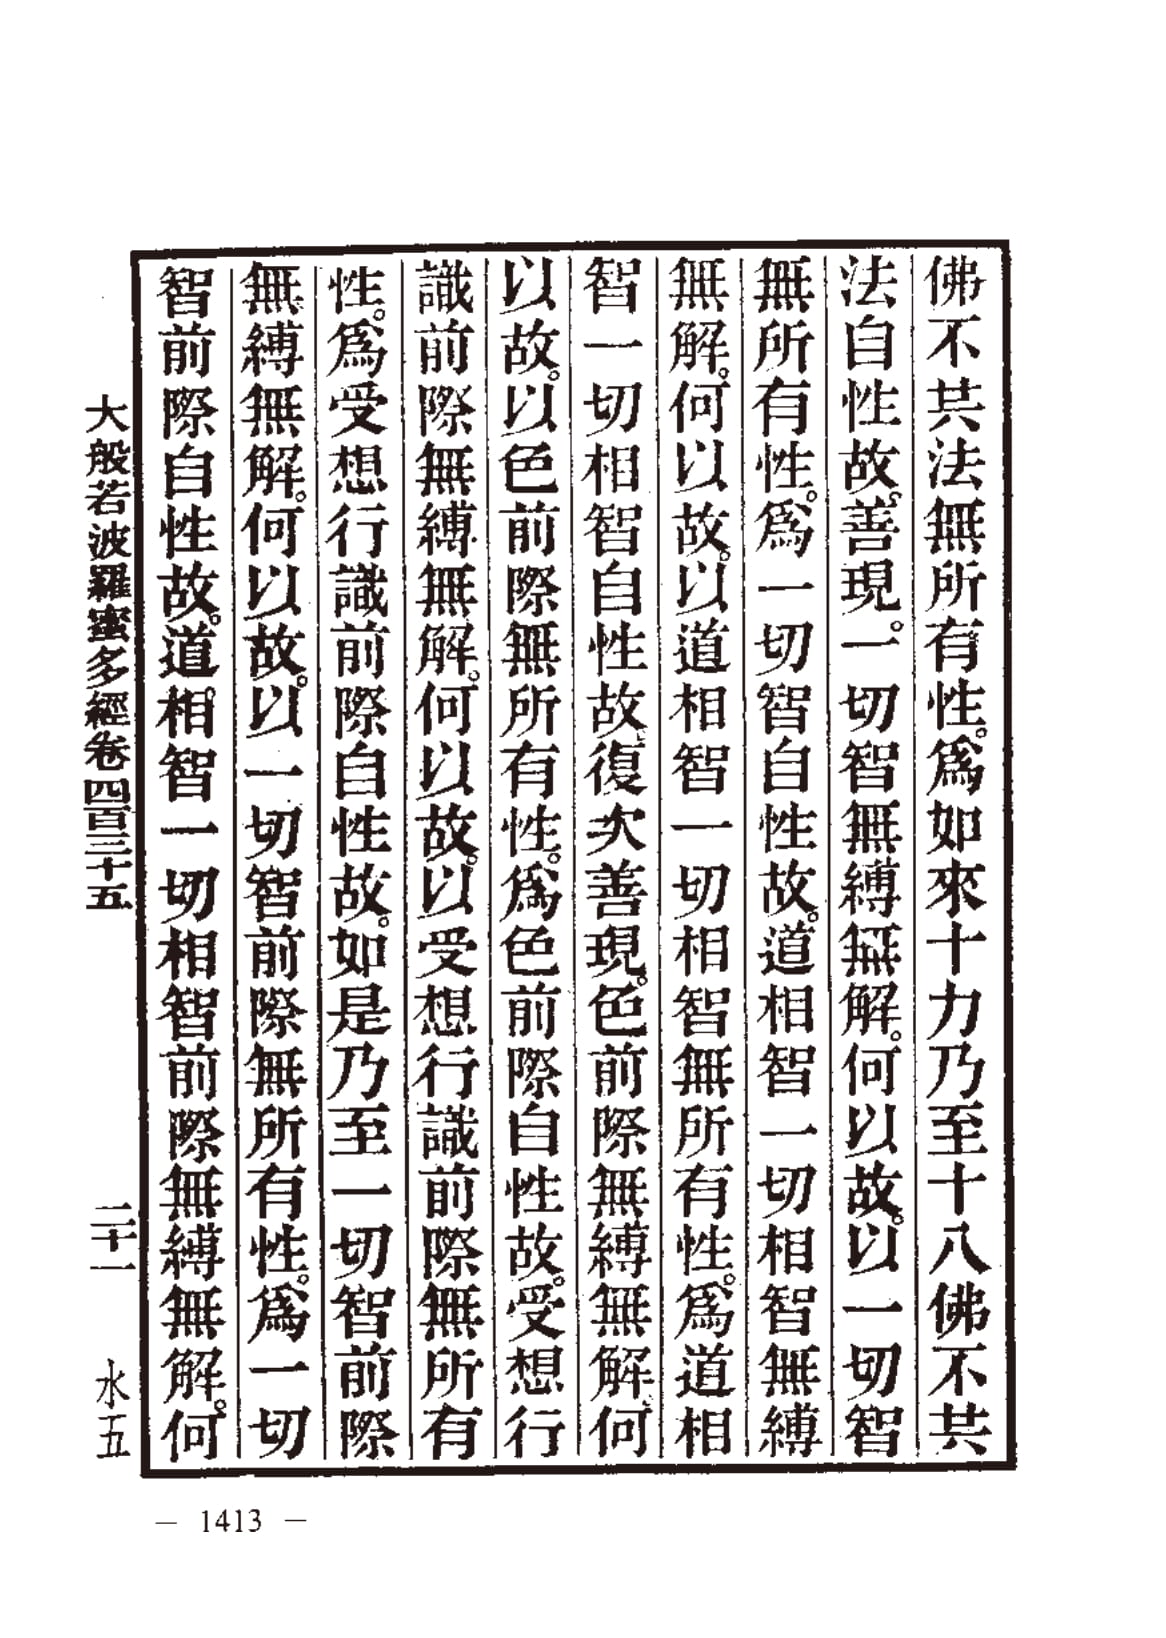 佛不共法無所有性。爲如來十力乃至十八佛不共
法自性故。善現。一切智無縛無解。何以故。以一切智
無所有性。爲一切智自性故。道相智一切相智無縛
無解。何以故。以道相智一切相智無所有性。爲道相
智一切相智自性故。復次善現。色前際無縛無解。何
以故。以色前際無所有性。爲色前際自性故。受想行
識前際無縛無解。何以故。以受想行識前際無所有
性。爲受想行識前際自性故。如是乃至一切智前際
無縛無解。何以故。以一切智前際無所有性。爲一切
智前際自性故。道相智一切相智前際無縛無解。何
大般若波羅蜜多經卷四百三十五 二十一 水五
— 1413 —